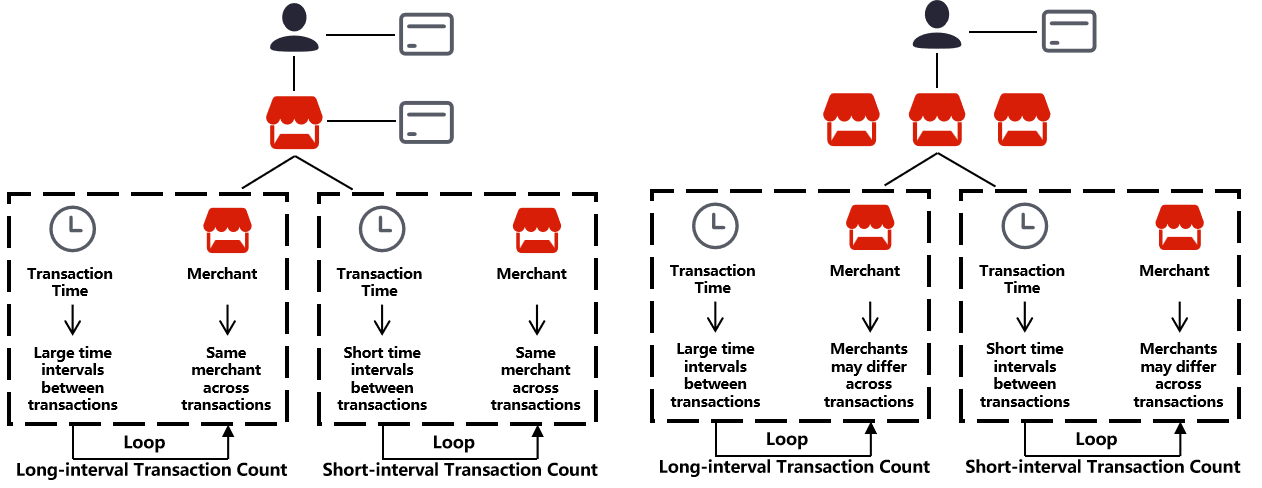 Transaction
Time
Merchant
Large time
intervals
between
transactions
Same
merchant
across
transactions
Loop
Long-interval Transaction Count
Transaction
Time
Merchant
Short time
intervals
between
transactions
Same
merchant
across
transactions
Loop
Short-interval Transaction Count
Transaction
Time
Merchant
Large time
intervals
between
transactions
Merchants
may differ
across
transactions
Loop
Long-interval Transaction Count
Transaction
Time
Merchant
Short time
intervals
between
transactions
Merchants
may differ
across
transactions
Loop
Short-interval Transaction Count